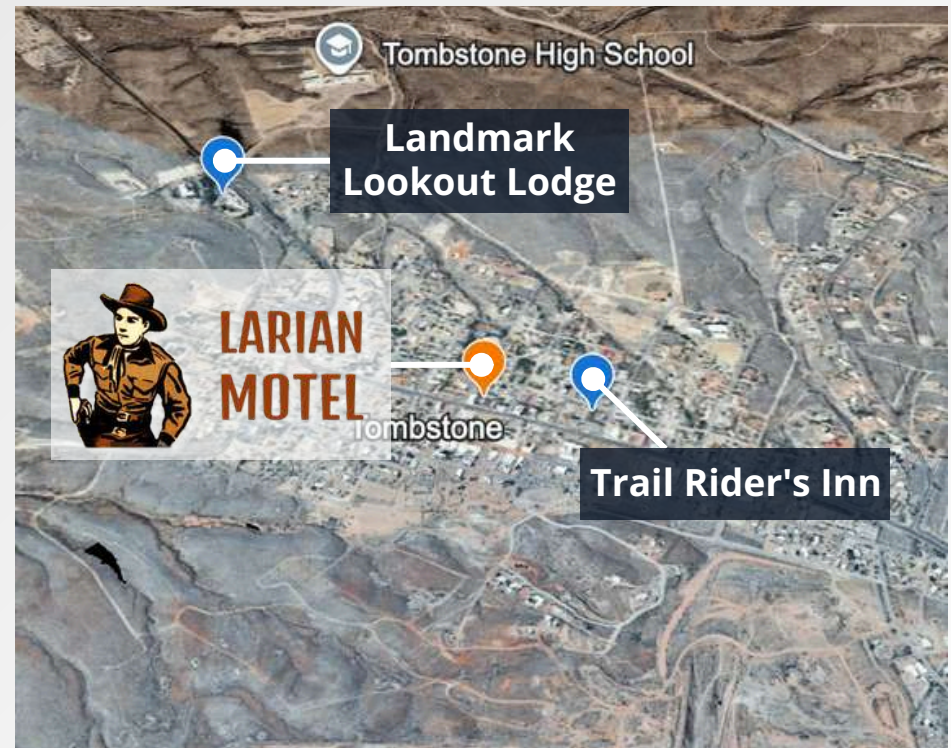 Tombstone High School
Landmark
Lookout Lodge
LARIAN
MOTEL
Tombstone
Trail Rider's Inn